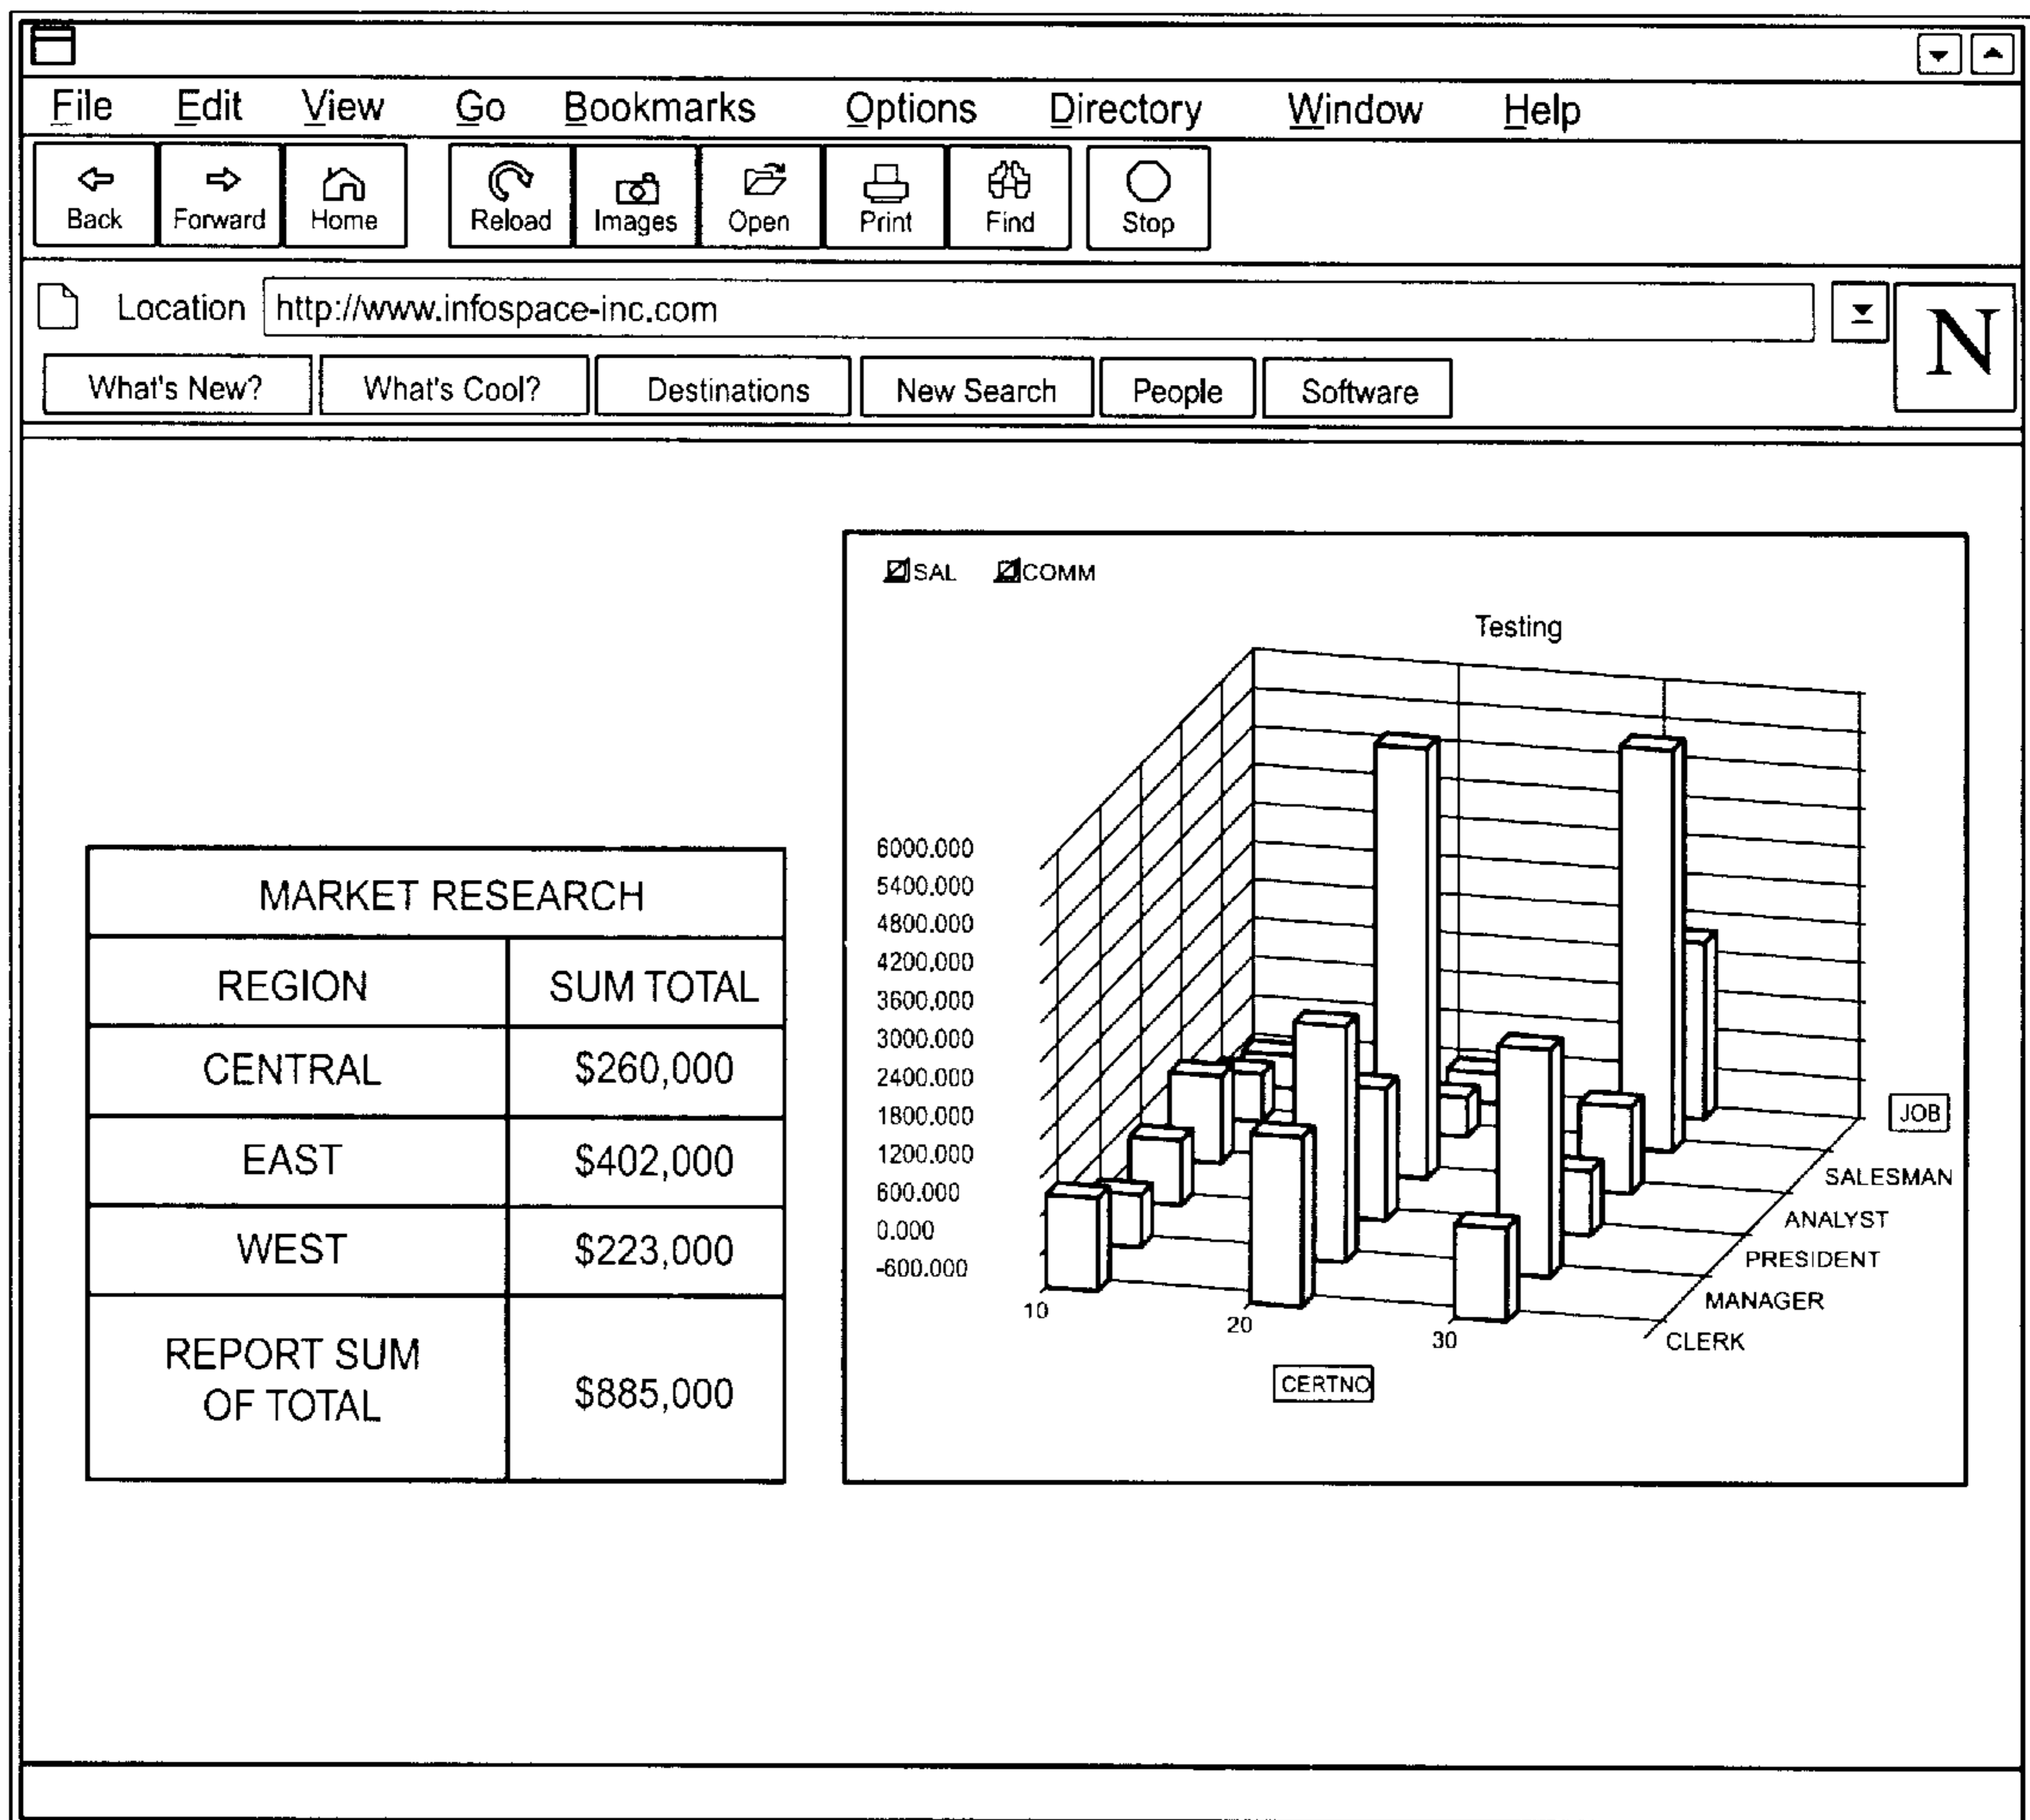 File Edit View Go Bookmarks Options Directory Window Help
Back Forward Home Reload Images Open Print Find Stop
Location http://www.infospace-inc.com
N
What's New? What's Cool? Destinations New Search People Software
SAL COMM
Testing
6000.000
5400.000
4800.000
4200.000
3600.000
3000.000
2400.000
1800.000
1200.000
600.000
0.000
-600.000
10
20
30
CERTNO
JOB
SALESMAN
ANALYST
PRESIDENT
MANAGER
CLERK
MARKET RESEARCH
REGION SUM TOTAL
CENTRAL $260,000
EAST $402,000
WEST $223,000
REPORT SUM
OF TOTAL $885,000